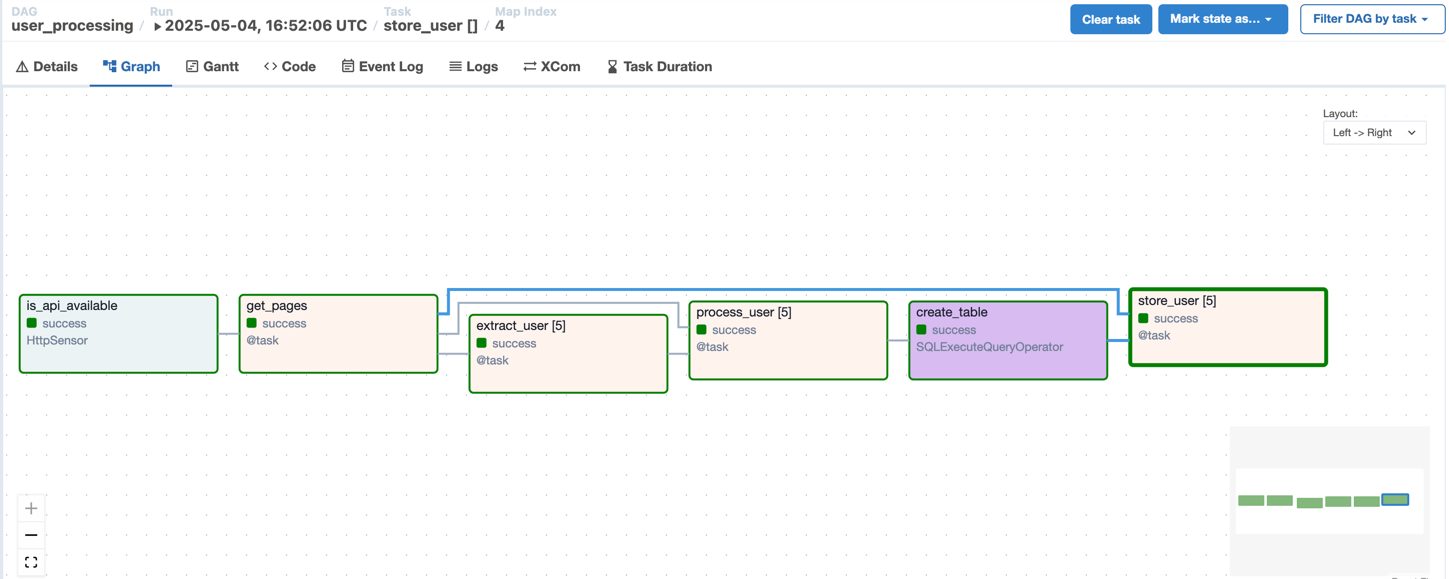 DAG Run Task Map Index
user_processing / 2025-05-04, 16:52:06 UTC / store_user [] / 4
Clear task
Mark state as...
Filter DAG by task
Details Graph Gantt Code Event Log Logs XCom Task Duration
Layout:
Left -> Right
is_api_available
success
HttpSensor
get_pages
success
@task
extract_user [5]
success
@task
process_user [5]
success
@task
create_table
success
SQLExecuteQueryOperator
store_user [5]
success
@task